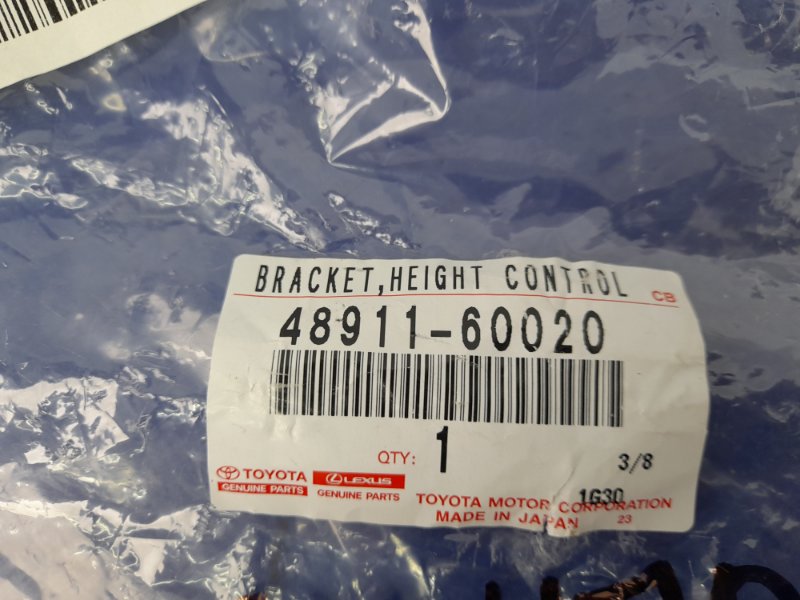 BRACKET,HEIGHT CONTROL
CB
48911-60020
QTY: 1
3/8
TOYOTA
GENUINE PARTS
LEXUS
GENUINE PARTS
1G30
TOYOTA MOTOR CORPORATION
MADE IN JAPAN 23